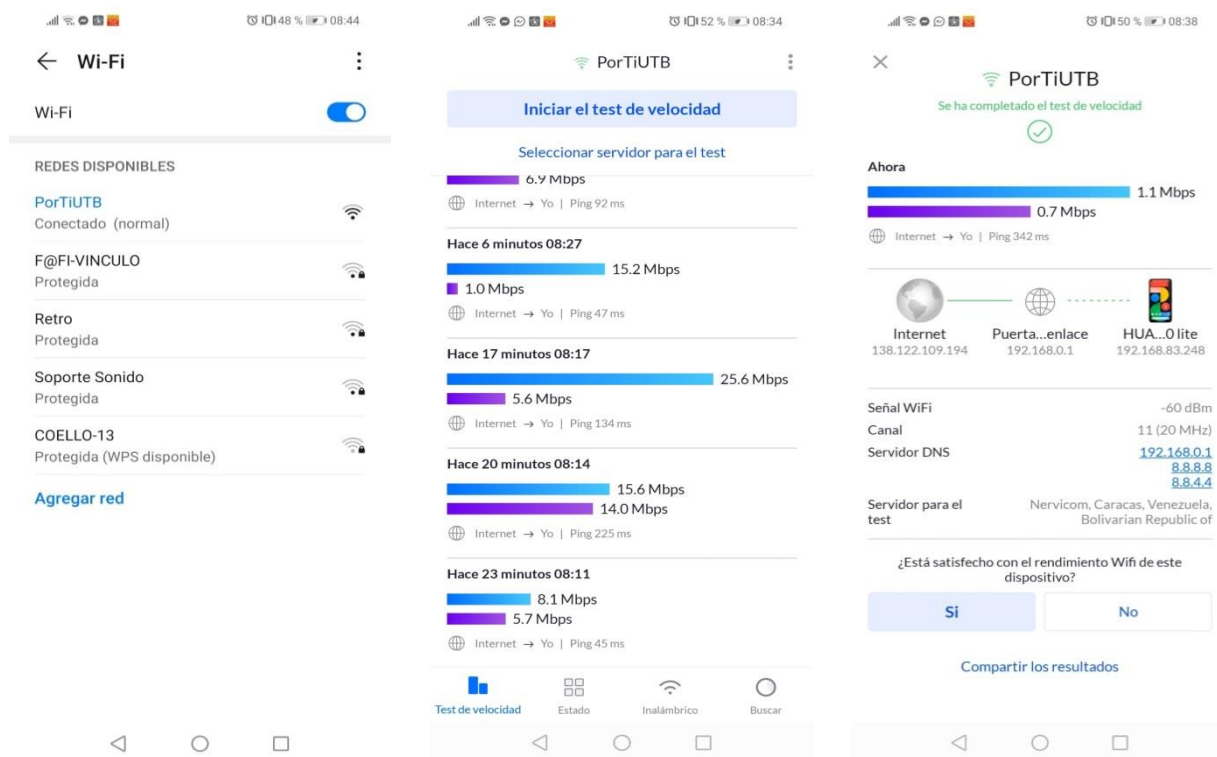 48 % 08:44
Wi-Fi
Wi-Fi
REDES DISPONIBLES
PorTiUTB
Conectado (normal)
F@FI-VINCULO
Protegida
Retro
Protegida
Soporte Sonido
Protegida
COELLO-13
Protegida (WPS disponible)
Agregar red
52 % 08:34
PorTiUTB
Iniciar el test de velocidad
Seleccionar servidor para el test
6.9 Mbps
Internet → Yo | Ping 92 ms
Hace 6 minutos 08:27
15.2 Mbps
1.0 Mbps
Internet → Yo | Ping 47 ms
Hace 17 minutos 08:17
25.6 Mbps
5.6 Mbps
Internet → Yo | Ping 134 ms
Hace 20 minutos 08:14
15.6 Mbps
14.0 Mbps
Internet → Yo | Ping 225 ms
Hace 23 minutos 08:11
8.1 Mbps
5.7 Mbps
Internet → Yo | Ping 45 ms
Test de velocidad Estado Inalámbrico Buscar
50 % 08:38
PorTiUTB
Se ha completado el test de velocidad
Ahora
1.1 Mbps
0.7 Mbps
Internet → Yo | Ping 342 ms
Internet Puerta...enlace HUA...0 lite
138.122.109.194 192.168.0.1 192.168.83.248
Señal WiFi -60 dBm
Canal 11 (20 MHz)
Servidor DNS 192.168.0.1
8.8.8.8
8.8.4.4
Servidor para el Nervicom, Caracas, Venezuela,
test Bolivarian Republic of
¿Está satisfecho con el rendimiento Wifi de este
dispositivo?
Si No
Compartir los resultados